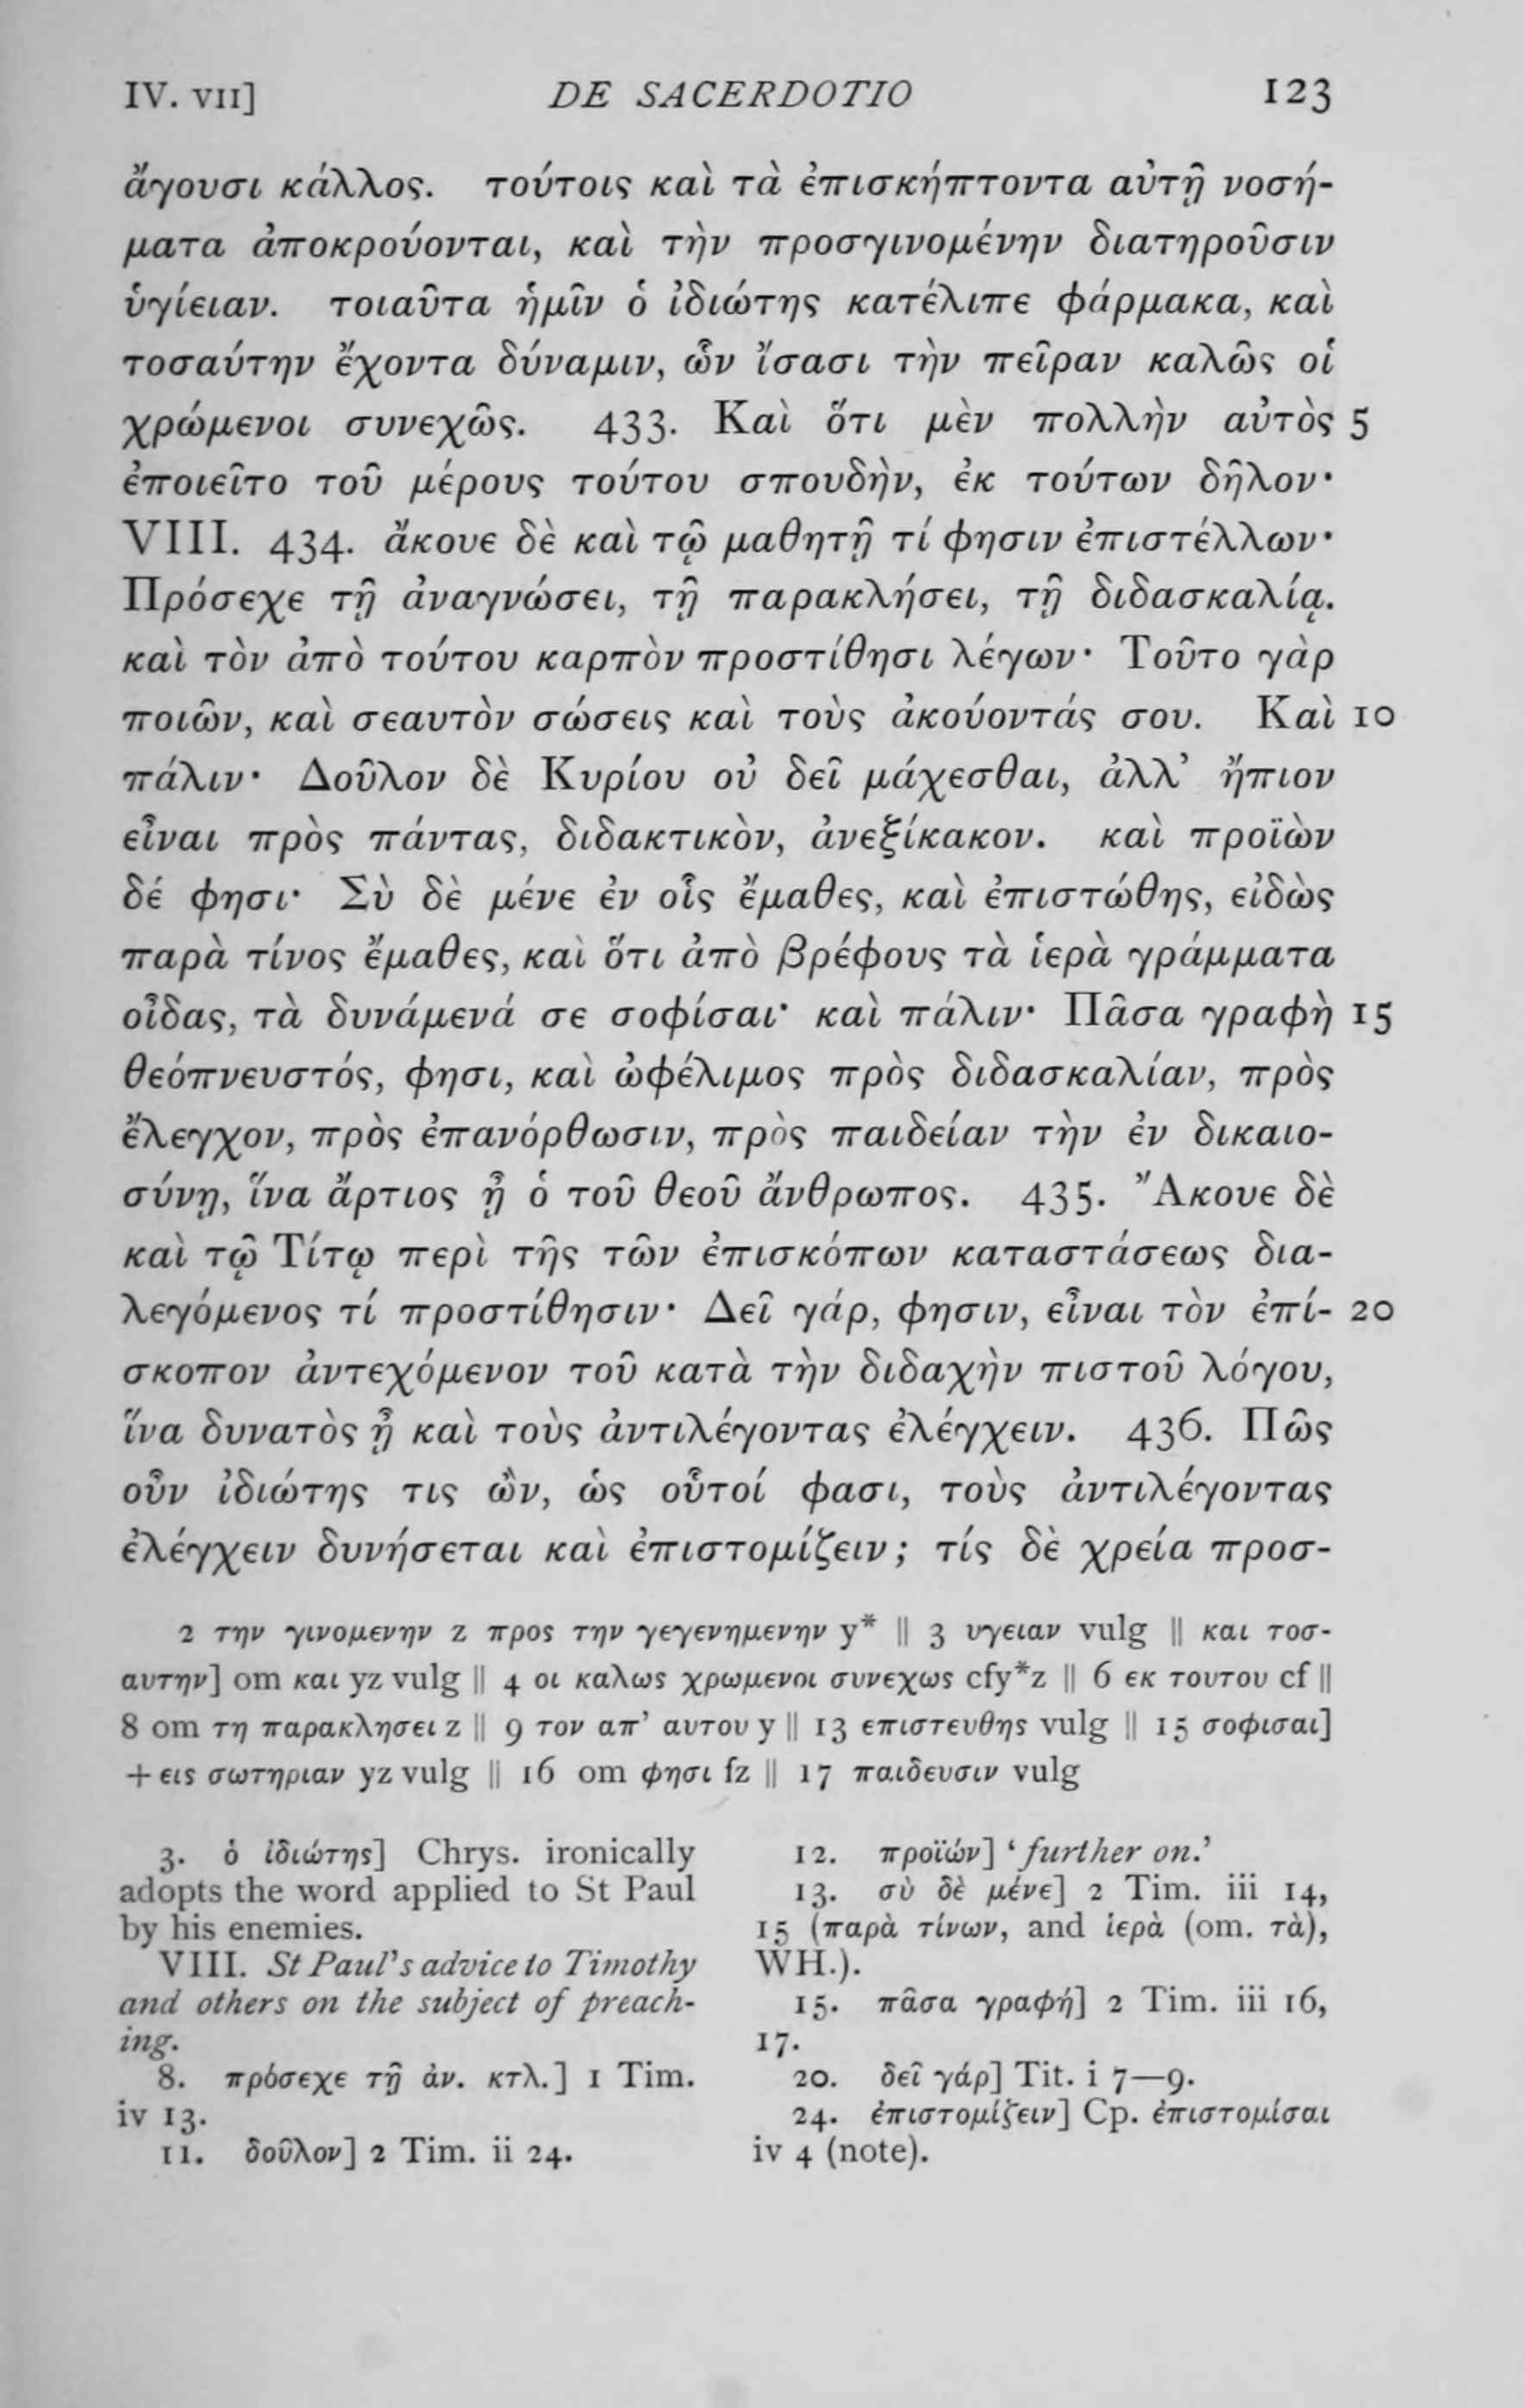 IV. VII] DE SACERDOTIO 123
ἄγουσι κάλλος. τούτοις καὶ τὰ ἐπισκήπτοντα αὐτῇ νοσή-
ματα ἀποκρούονται, καὶ τὴν προσγινομένην διατηροῦσιν
ὑγίειαν. τοιαῦτα ἡμῖν ὁ ἰδιώτης κατέλιπε φάρμακα, καὶ
τοσαύτην ἔχοντα δύναμιν, ὧν ἴσασι τὴν πεῖραν καλῶς οἱ
χρώμενοι συνεχῶς. 433. Καὶ ὅτι μὲν πολλὴν αὐτὸς 5
ἐποιεῖτο τοῦ μέρους τούτου σπουδὴν, ἐκ τούτων δῆλον·
VIII. 434. ἄκουε δὲ καὶ τῷ μαθητῇ τί φησιν ἐπιστέλλων·
Πρόσεχε τῇ ἀναγνώσει, τῇ παρακλήσει, τῇ διδασκαλίᾳ.
καὶ τὸν ἀπὸ τούτου καρπὸν προστίθησι λέγων· Τοῦτο γὰρ
ποιῶν, καὶ σεαυτὸν σώσεις καὶ τοὺς ἀκούοντάς σου. Καὶ 10
πάλιν· Δοῦλον δὲ Κυρίου οὐ δεῖ μάχεσθαι, ἀλλ’ ἤπιον
εἶναι πρὸς πάντας, διδακτικὸν, ἀνεξίκακον. καὶ προϊὼν
δέ φησι· Σὺ δὲ μένε ἐν οἷς ἔμαθες, καὶ ἐπιστώθης, εἰδὼς
παρὰ τίνος ἔμαθες, καὶ ὅτι ἀπὸ βρέφους τὰ ἱερὰ γράμματα
οἶδας, τὰ δυνάμενά σε σοφίσαι· καὶ πάλιν· Πᾶσα γραφὴ 15
θεόπνευστός, φησι, καὶ ὠφέλιμος πρὸς διδασκαλίαν, πρὸς
ἔλεγχον, πρὸς ἐπανόρθωσιν, πρὸς παιδείαν τὴν ἐν δικαιο-
σύνῃ, ἵνα ἄρτιος ᾖ ὁ τοῦ θεοῦ ἄνθρωπος. 435. Ἄκουε δὲ
καὶ τῷ Τίτῳ περὶ τῆς τῶν ἐπισκόπων καταστάσεως δια-
λεγόμενος τί προστίθησιν· Δεῖ γάρ, φησιν, εἶναι τὸν ἐπί- 20
σκοπον ἀντεχόμενον τοῦ κατὰ τὴν διδαχὴν πιστοῦ λόγου,
ἵνα δυνατὸς ᾖ καὶ τοὺς ἀντιλέγοντας ἐλέγχειν. 436. Πῶς
οὖν ἰδιώτης τις ὢν, ὡς οὗτοί φασι, τοὺς ἀντιλέγοντας
ἐλέγχειν δυνήσεται καὶ ἐπιστομίζειν; τίς δὲ χρεία προσ-
2 την γινομενην z προς την γεγενημενην y* || 3 υγειαν vulg || και τοσ-
αυτην] om και yz vulg || 4 οι καλως χρωμενοι συνεχως cfy*z || 6 εκ τουτου cf ||
8 om τη παρακλησει z || 9 τον απ’ αυτου y || 13 επιστευθης vulg || 15 σοφισαι]
+ εις σωτηριαν yz vulg || 16 om φησι fz || 17 παιδευσιν vulg
3. ὁ ἰδιώτης] Chrys. ironically
adopts the word applied to St Paul
by his enemies.
VIII. St Paul's advice to Timothy
and others on the subject of preach-
ing.
8. πρόσεχε τῇ ἀν. κτλ.] 1 Tim.
iv 13.
11. δοῦλον] 2 Tim. ii 24.
12. προϊών] ‘further on.’
13. σὺ δὲ μένε] 2 Tim. iii 14,
15 (παρὰ τίνων, and ἱερὰ (om. τὰ),
WH.).
15. πᾶσα γραφή] 2 Tim. iii 16,
17.
20. δεῖ γάρ] Tit. i 7—9.
24. ἐπιστομίζειν] Cp. ἐπιστομίσαι
iv 4 (note).